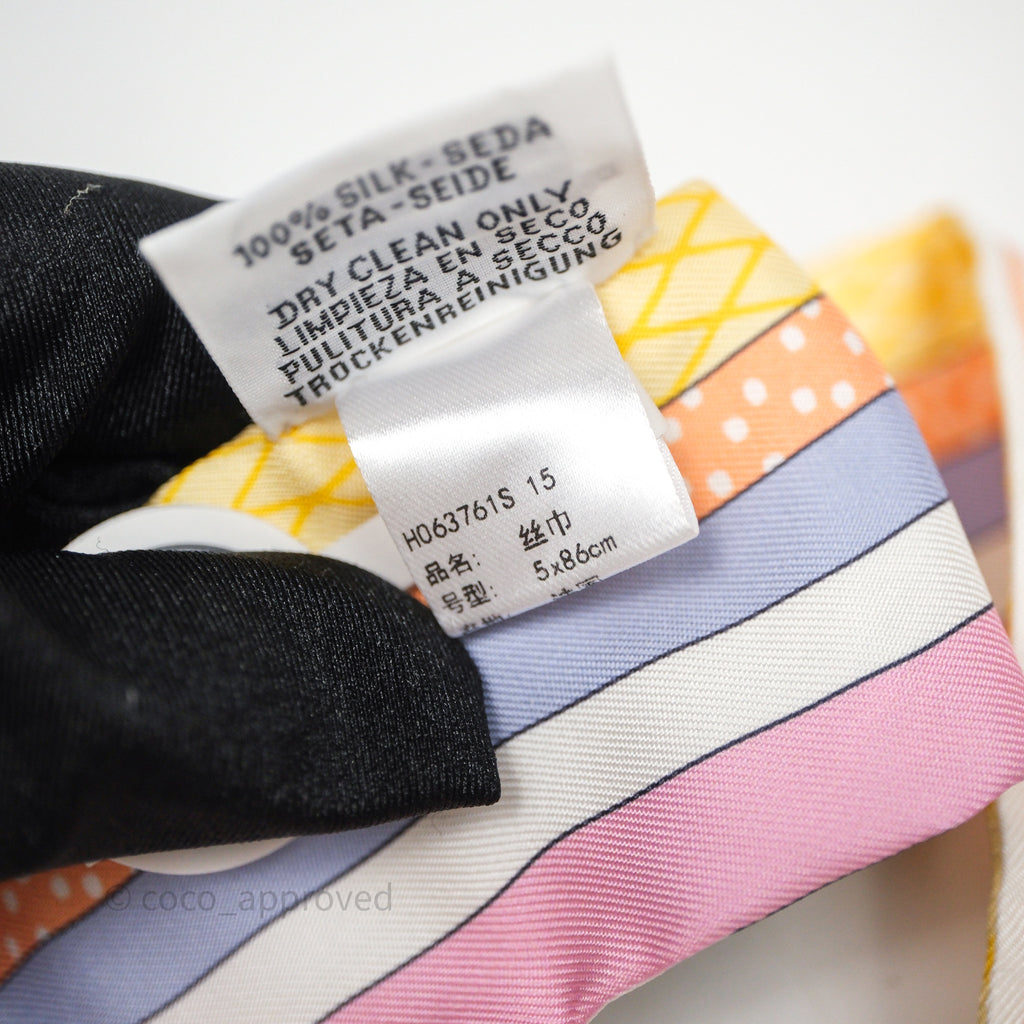 100% SILK - SEDA
SETA - SEIDE
DRY CLEAN ONLY
LIMPIEZA EN SECO
PULITURA A SECCO
TROCKENREINIGUNG
H063761S 15
品名: 丝巾
号型: 5x86cm
© coco_approved